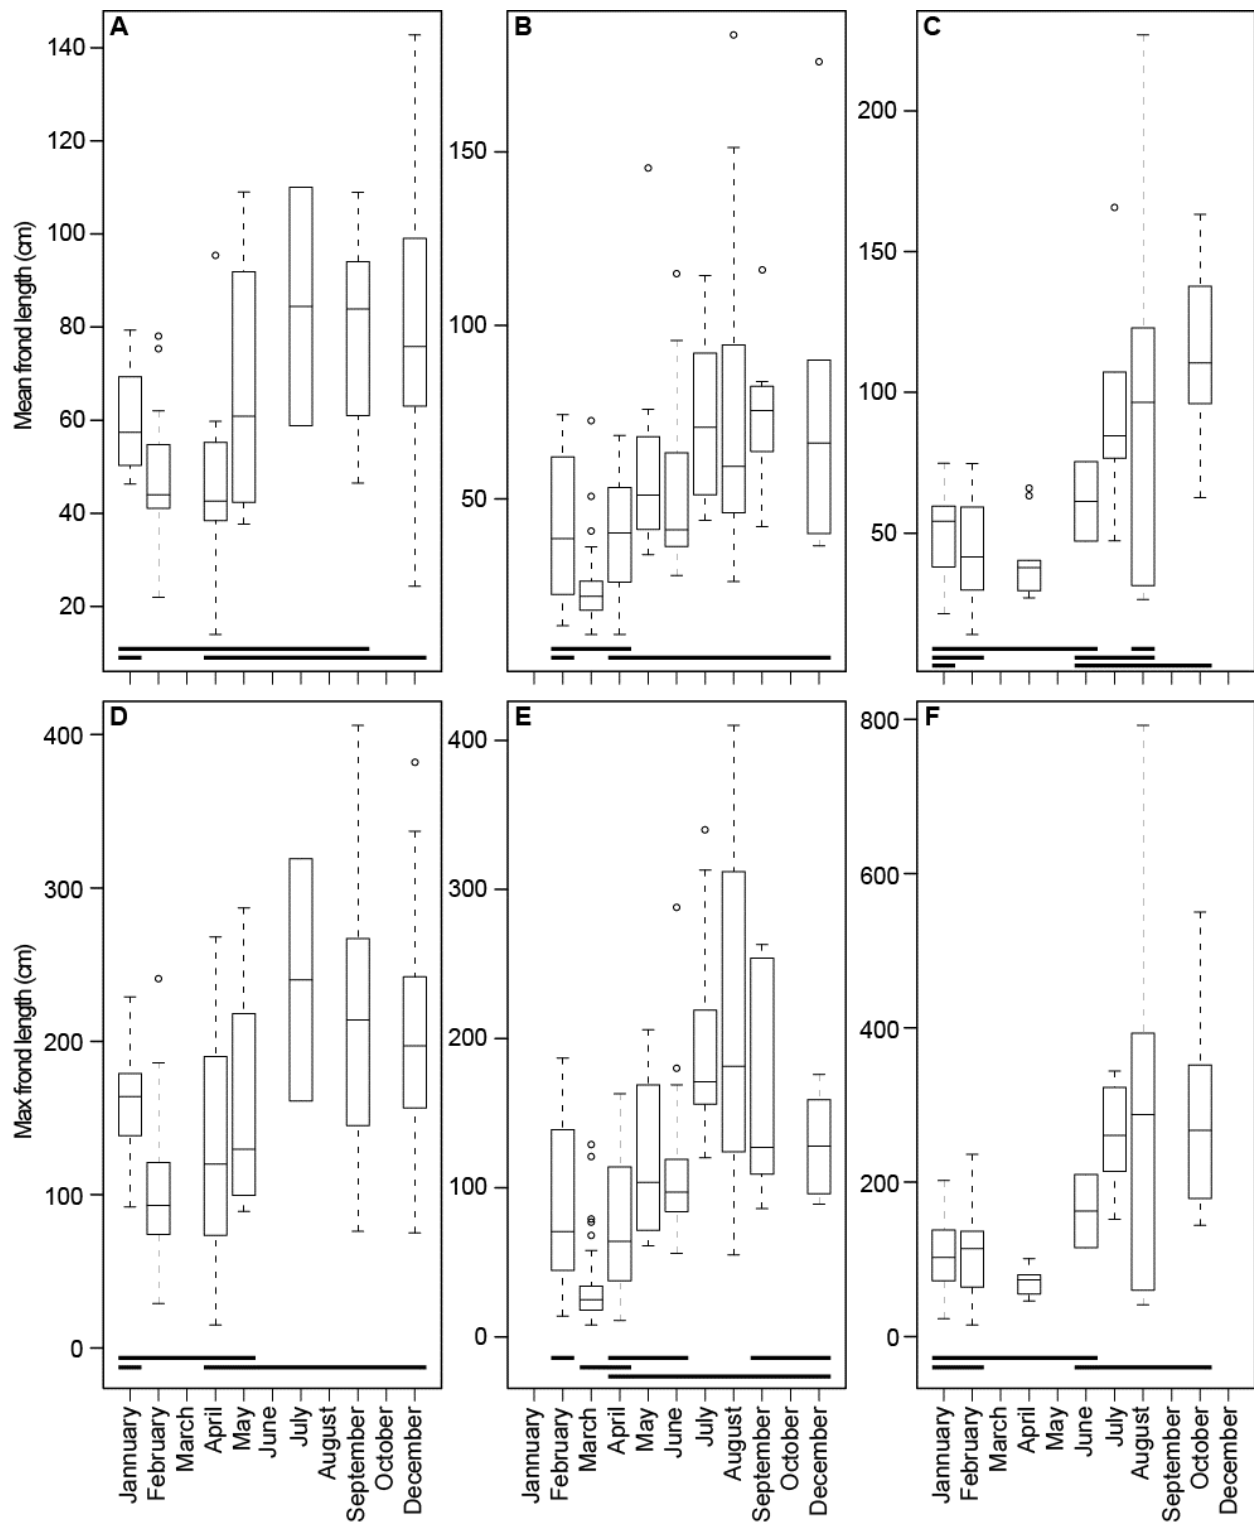 A
B
C
Mean frond length (cm)
140
120
100
80
60
40
20
150
100
50
200
150
100
50
D
E
F
Max frond length (cm)
400
300
200
100
0
400
300
200
100
0
800
600
400
200
0
Jannuary
February
March
April
May
June
July
August
September
October
December
Jannuary
February
March
April
May
June
July
August
September
October
December
Jannuary
February
March
April
May
June
July
August
September
October
December